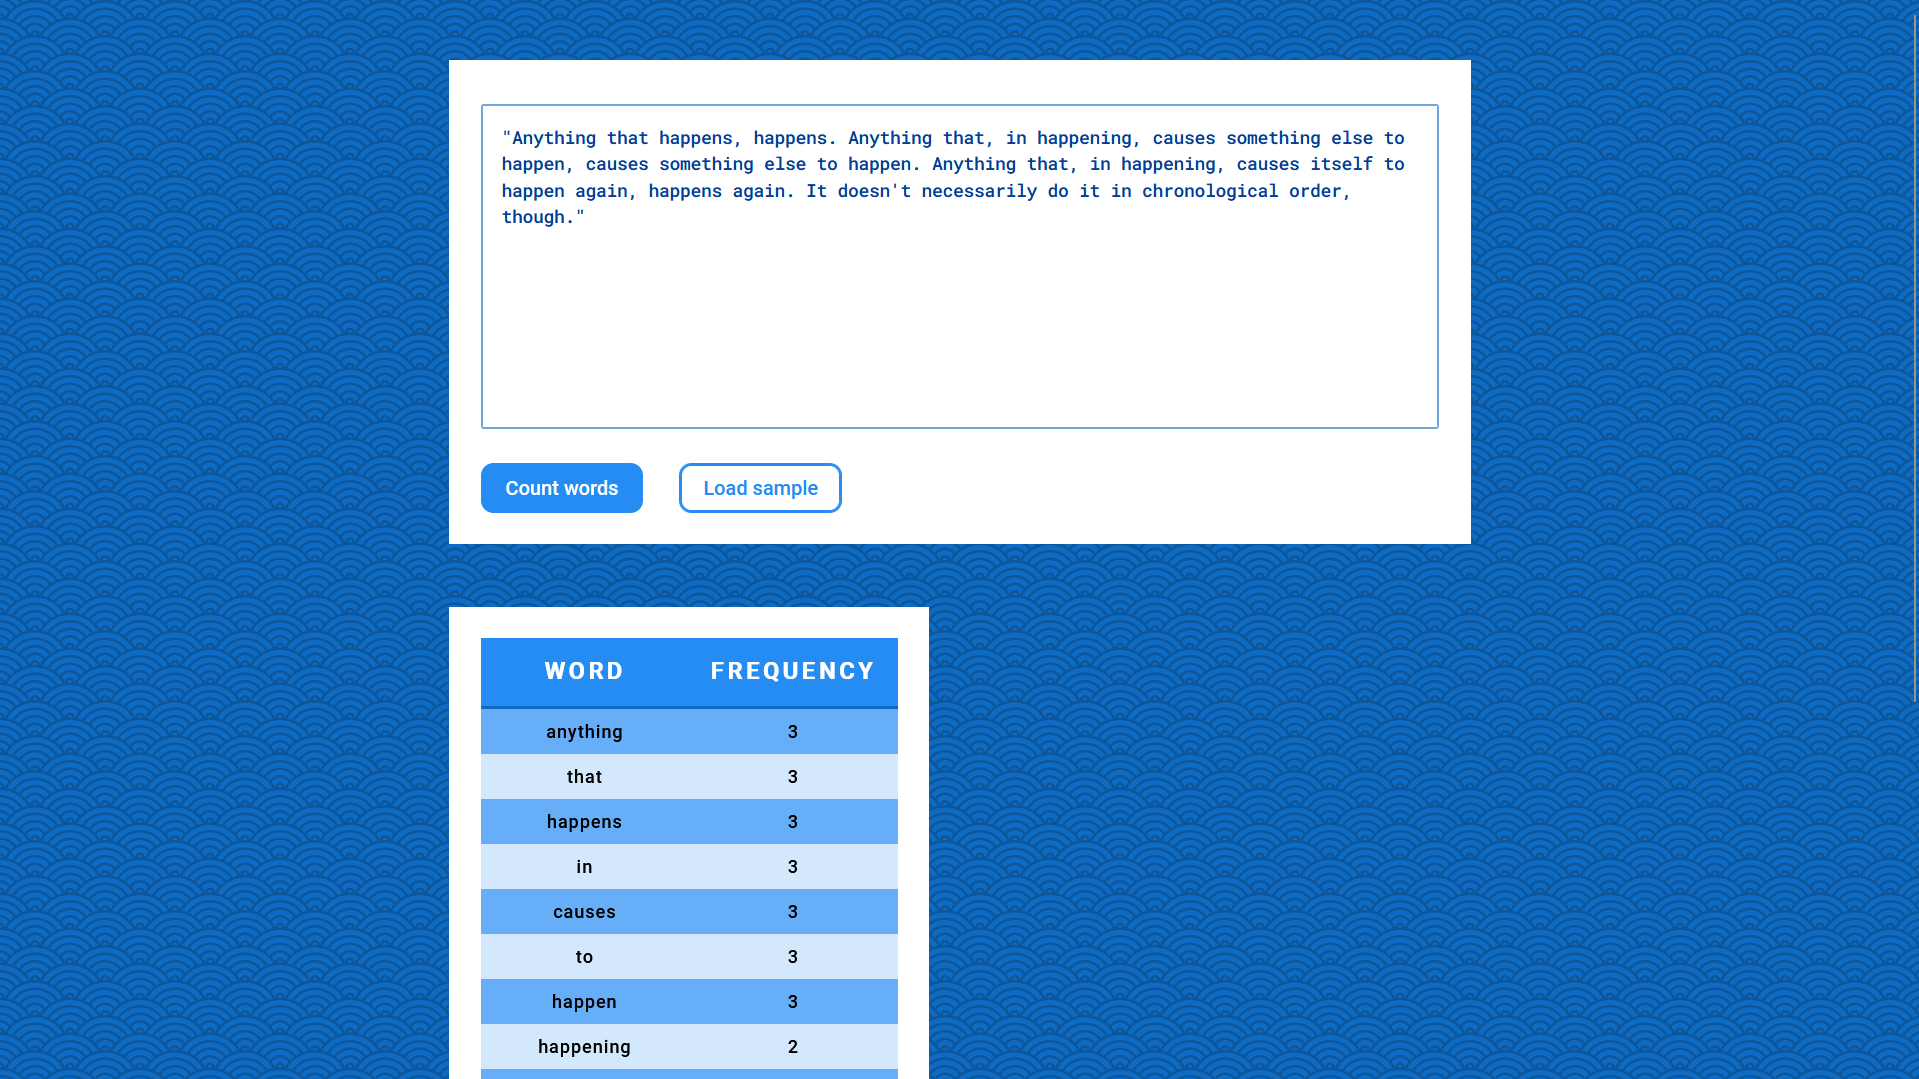 "Anything that happens, happens. Anything that, in happening, causes something else to
happen, causes something else to happen. Anything that, in happening, causes itself to
happen again, happens again. It doesn't necessarily do it in chronological order,
though."
Count words Load sample
WORD FREQUENCY
anything 3
that 3
happens 3
in 3
causes 3
to 3
happen 3
happening 2